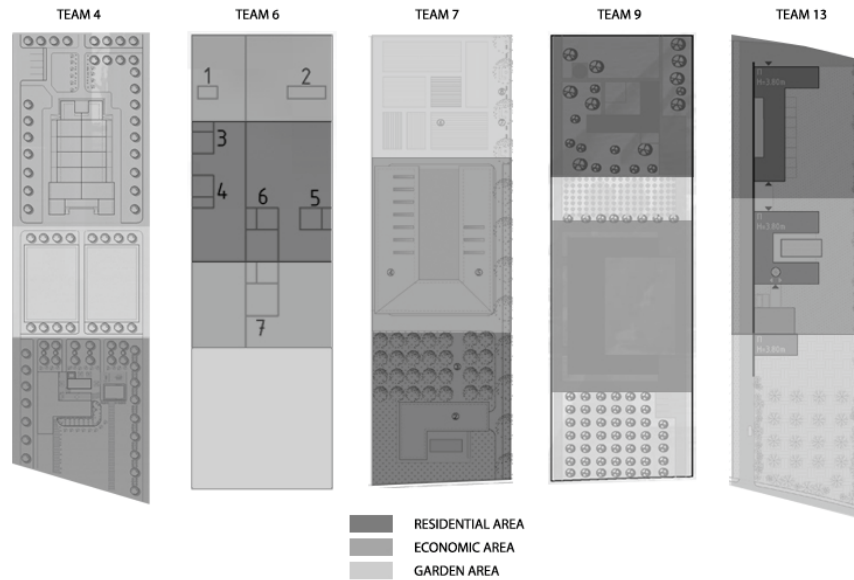 TEAM 4
TEAM 6
TEAM 7
TEAM 9
TEAM 13
1
2
3
4
5
6
7
П
М=3.80m
П
М=3.80m
П
М=3.80m
RESIDENTIAL AREA
ECONOMIC AREA
GARDEN AREA